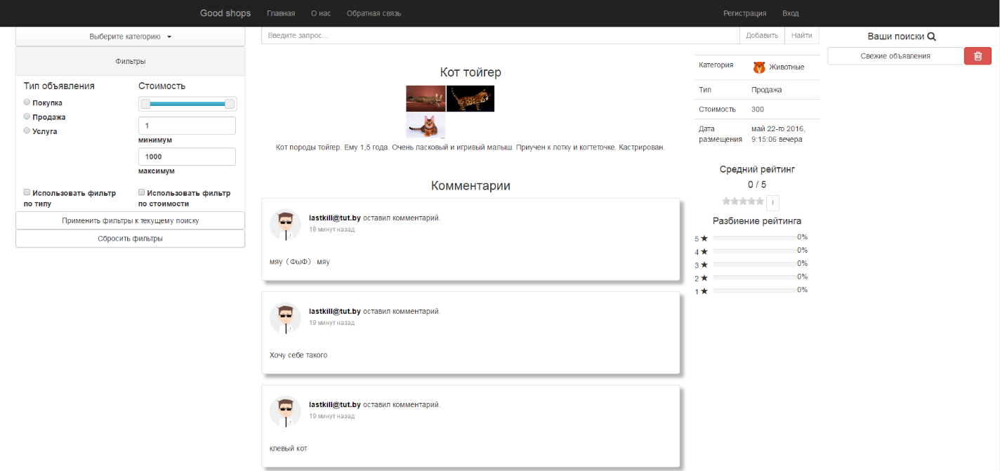 Good shops Главная О нас Обратная связь Регистрация Вход
Выберите категорию
Фильтры
Тип объявления
Покупка
Продажа
Услуга
Стоимость
1
минимум
1000
максимум
Использовать фильтр
по типу
Использовать фильтр
по стоимости
Применить фильтры к текущему поиску
Сбросить фильтры
Введите запрос... Добавить Найти
Кот тойгер
Кот породы тойгер. Ему 1,5 года. Очень ласковый и игривый малыш. Приучен к лотку и когтеточке. Кастрирован.
Комментарии
lastkill@tut.by оставил комментарий.
18 минут назад
мяу（ФωФ） мяу
lastkill@tut.by оставил комментарий.
19 минут назад
Хочу себе такого
lastkill@tut.by оставил комментарий.
19 минут назад
клевый кот
Категория Животные
Тип Продажа
Стоимость 300
Дата
размещения
май 22-го 2016,
9:15:06 вечера
Средний рейтинг
0 / 5
!
Разбиение рейтинга
5 ★ 0%
4 ★ 0%
3 ★ 0%
2 ★ 0%
1 ★ 0%
Ваши поиски
Свежие объявления